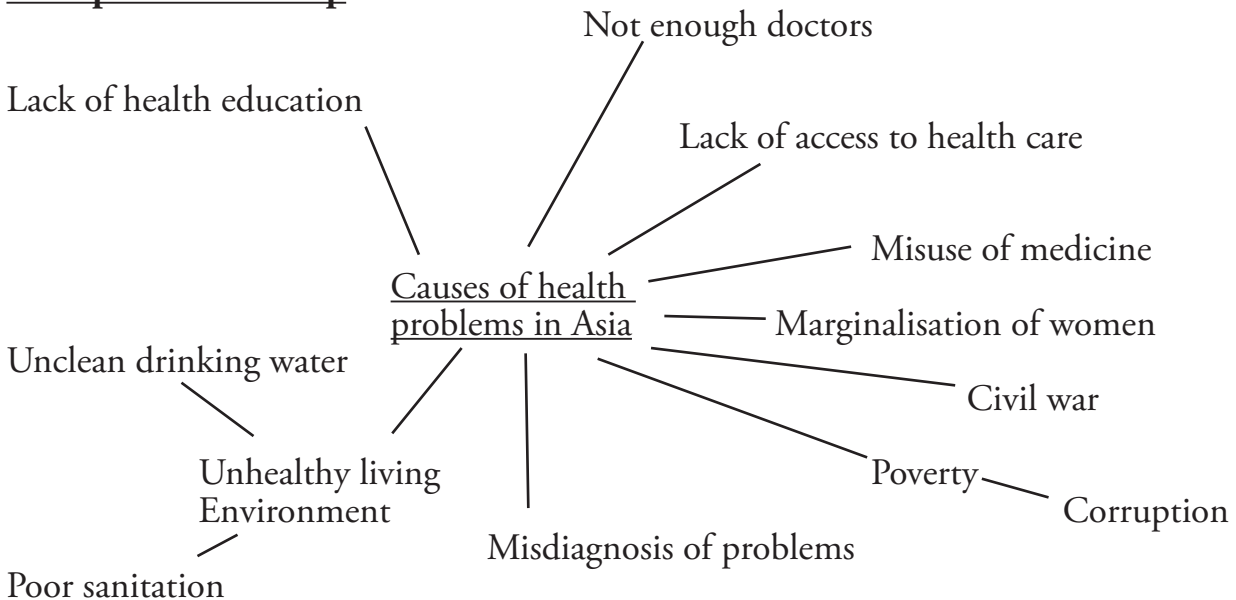 Not enough doctors
Lack of health education
Lack of access to health care
Misuse of medicine
Causes of health
problems in Asia
Marginalisation of women
Unclean drinking water
Civil war
Unhealthy living
Environment
Poverty
Corruption
Misdiagnosis of problems
Poor sanitation